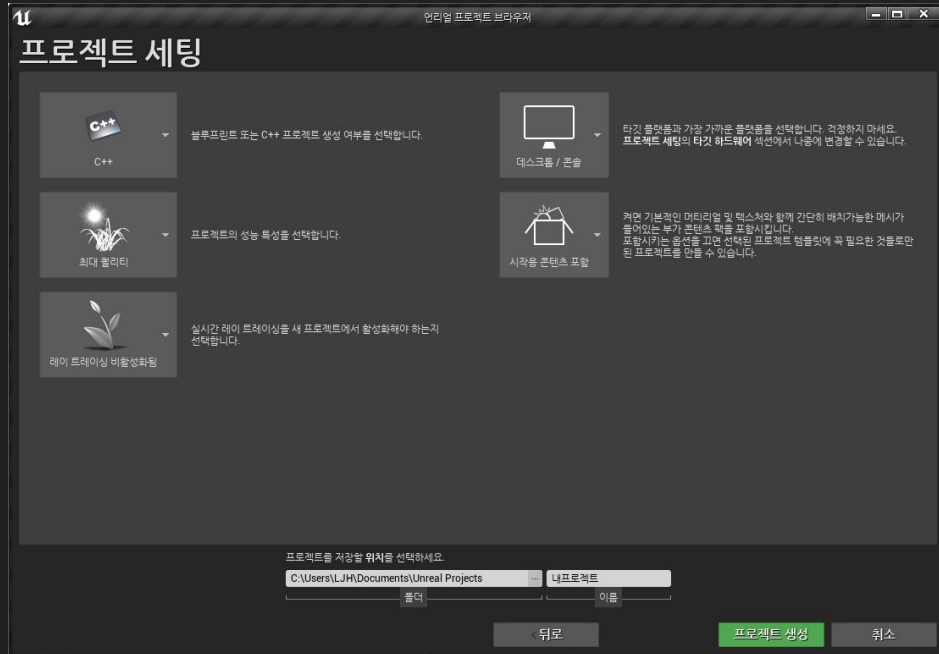 언리얼 프로젝트 브라우저
프로젝트 세팅
C++
C++
블루프린트 또는 C++ 프로젝트 생성 여부를 선택합니다.
데스크톱 / 콘솔
타깃 플랫폼과 가장 가까운 플랫폼을 선택합니다. 걱정하지 마세요.
프로젝트 세팅의 타깃 하드웨어 섹션에서 나중에 변경할 수 있습니다.
최대 퀄리티
프로젝트의 성능 특성을 선택합니다.
시작용 콘텐츠 포함
켜면 기본적인 머티리얼 및 텍스처와 함께 간단히 배치가능한 메시가
들어있는 부가 콘텐츠 팩을 포함시킵니다.
포함시키는 옵션을 끄면 선택된 프로젝트 템플릿에 꼭 필요한 것들로만
된 프로젝트를 만들 수 있습니다.
레이 트레이싱 비활성화됨
실시간 레이 트레이싱을 새 프로젝트에서 활성화해야 하는지
선택합니다.
프로젝트를 저장할 위치를 선택하세요.
C:\Users\LJH\Documents\Unreal Projects ... 내프로젝트
폴더 이름
뒤로 프로젝트 생성 취소